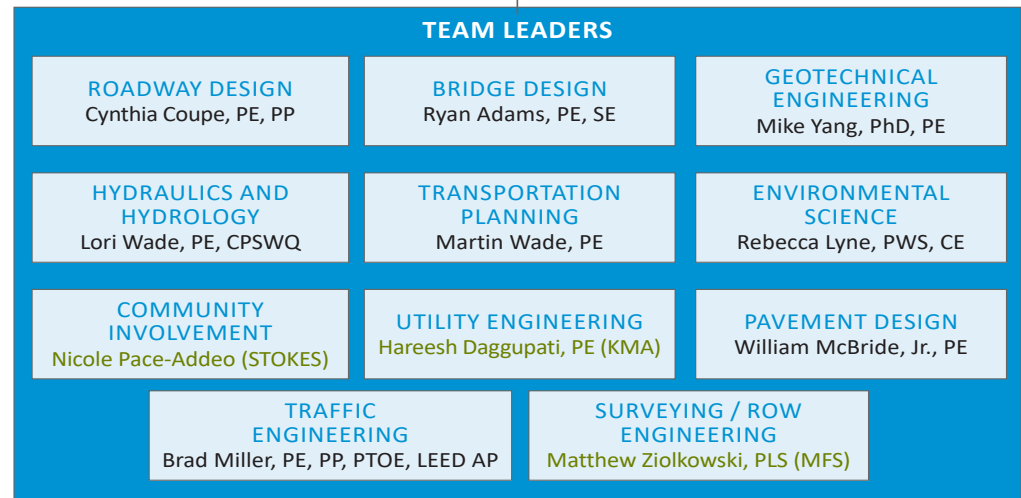 TEAM LEADERS
ROADWAY DESIGN
Cynthia Coupe, PE, PP
BRIDGE DESIGN
Ryan Adams, PE, SE
GEOTECHNICAL
ENGINEERING
Mike Yang, PhD, PE
HYDRAULICS AND
HYDROLOGY
Lori Wade, PE, CPSWQ
TRANSPORTATION
PLANNING
Martin Wade, PE
ENVIRONMENTAL
SCIENCE
Rebecca Lyne, PWS, CE
COMMUNITY
INVOLVEMENT
Nicole Pace-Addeo (STOKES)
UTILITY ENGINEERING
Hareesh Daggupati, PE (KMA)
PAVEMENT DESIGN
William McBride, Jr., PE
TRAFFIC
ENGINEERING
Brad Miller, PE, PP, PTOE, LEED AP
SURVEYING / ROW
ENGINEERING
Matthew Ziolkowski, PLS (MFS)